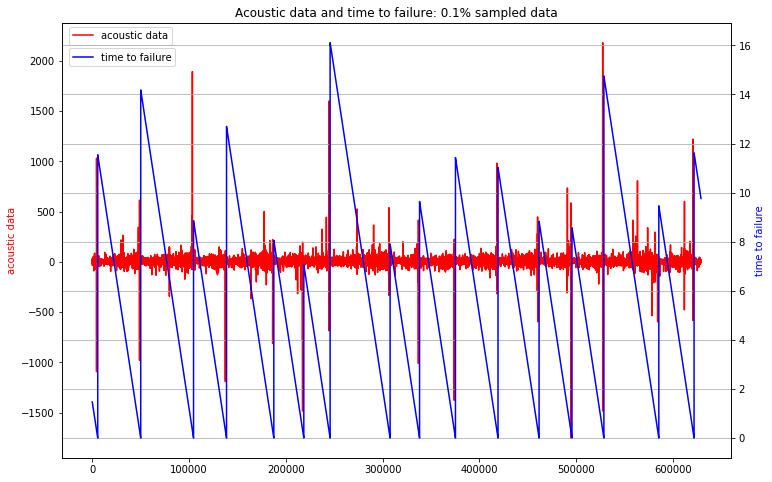 Acoustic data and time to failure: 0.1% sampled data
acoustic data
time to failure
2000
1500
1000
500
0
−500
−1000
−1500
acoustic data
16
14
12
10
8
6
4
2
0
time to failure
0 100000 200000 300000 400000 500000 600000